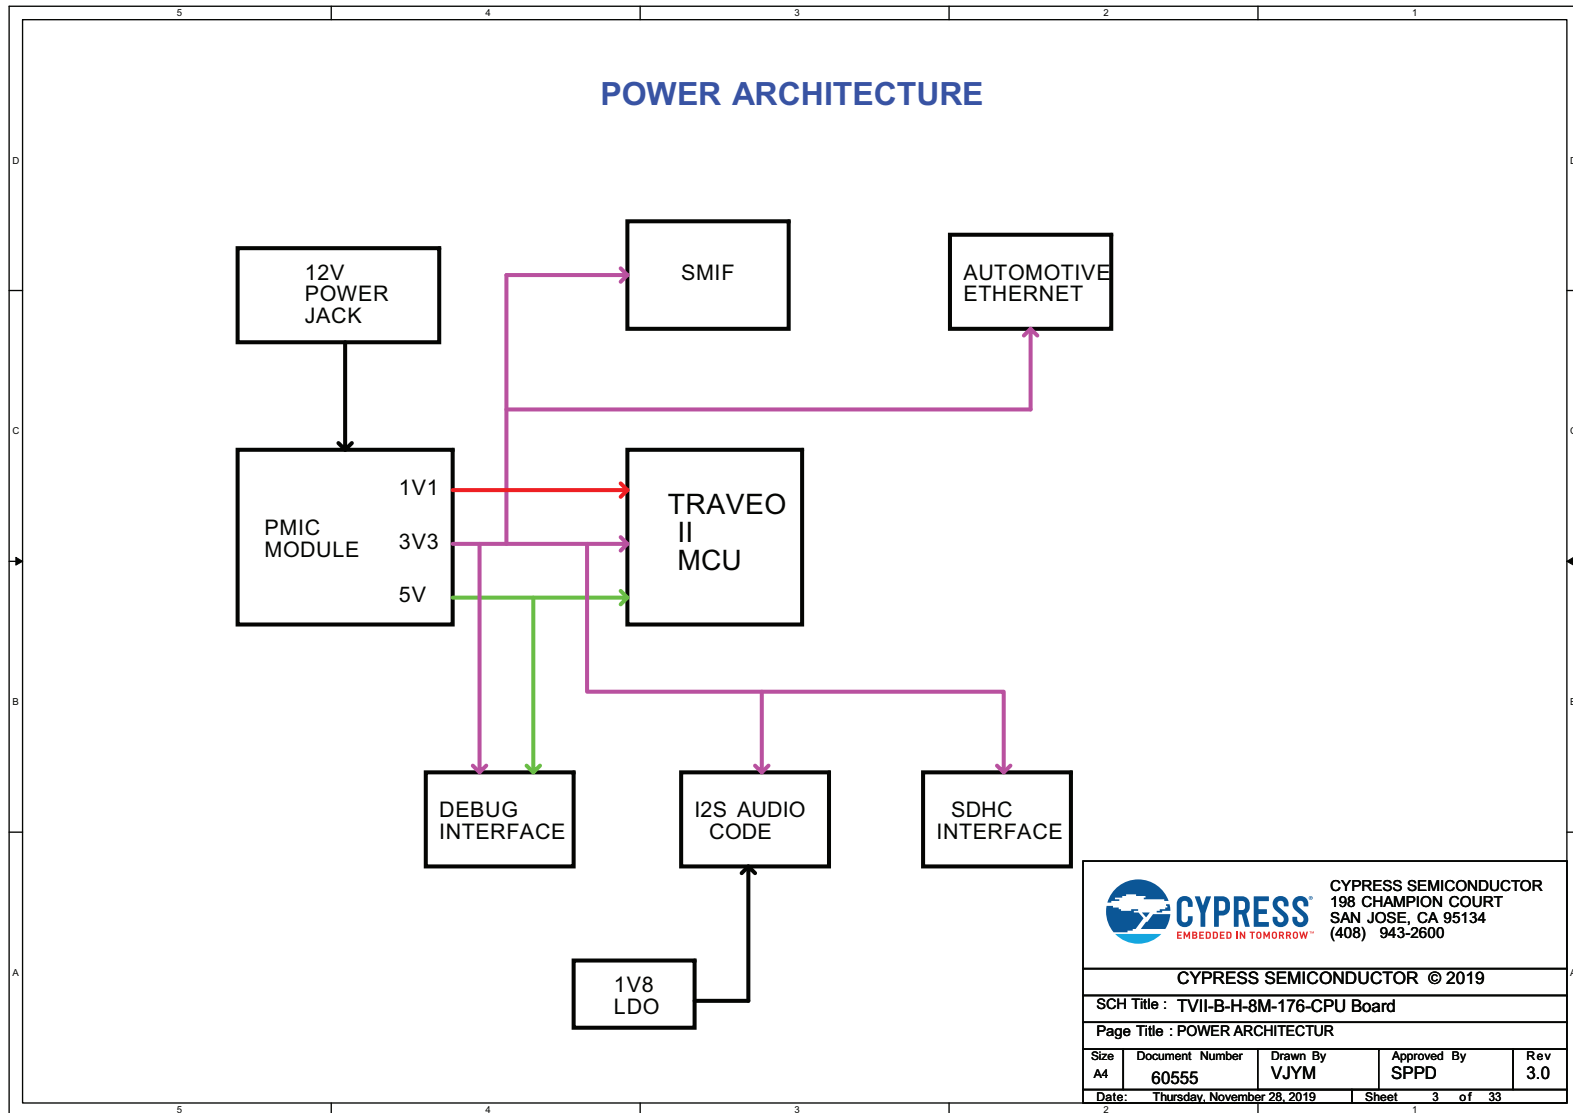 5 4 3 2 1
POWER ARCHITECTURE
D D
12V
POWER
JACK
SMIF
AUTOMOTIVE
ETHERNET
C C
PMIC
MODULE
1V1
3V3
5V
TRAVEO
II
MCU
B B
DEBUG
INTERFACE
I2S AUDIO
CODE
SDHC
INTERFACE
1V8
LDO
A A
CYPRESS
EMBEDDED IN TOMORROW™
CYPRESS SEMICONDUCTOR
198 CHAMPION COURT
SAN JOSE, CA 95134
(408) 943-2600
CYPRESS SEMICONDUCTOR © 2019
SCH Title : TVII-B-H-8M-176-CPU Board
Page Title : POWER ARCHITECTUR
Size Document Number Drawn By Approved By Rev
A4 60555 VJYM SPPD 3.0
Date: Thursday, November 28, 2019 Sheet 3 of 33
5 4 3 2 1